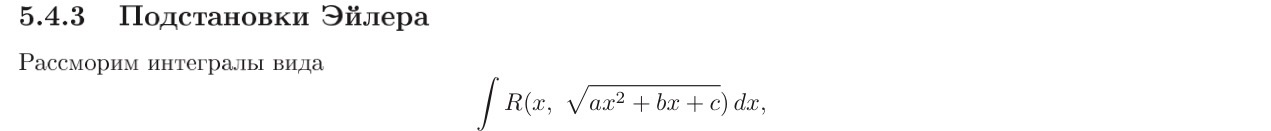 5.4.3 Подстановки Эйлера
Рассморим интегралы вида
∫ R(x, √(ax² + bx + c)) dx,